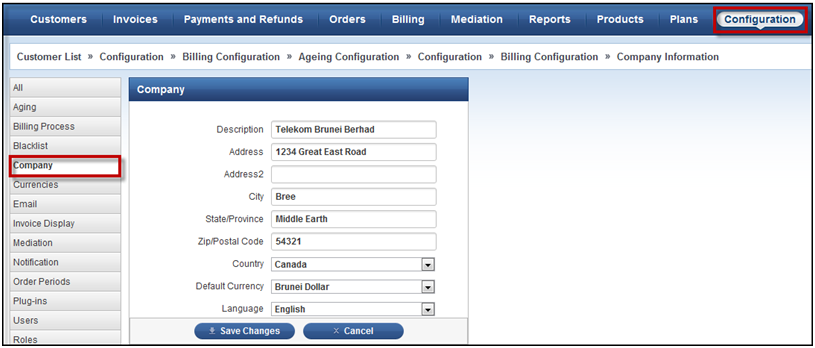 Customers Invoices Payments and Refunds Orders Billing Mediation Reports Products Plans Configuration
Customer List » Configuration » Billing Configuration » Ageing Configuration » Configuration » Billing Configuration » Company Information
All
Aging
Billing Process
Blacklist
Company
Currencies
Email
Invoice Display
Mediation
Notification
Order Periods
Plug-ins
Users
Roles
Company
Description Telekom Brunei Berhad
Address 1234 Great East Road
Address2
City Bree
State/Province Middle Earth
Zip/Postal Code 54321
Country Canada
Default Currency Brunei Dollar
Language English
Save Changes Cancel